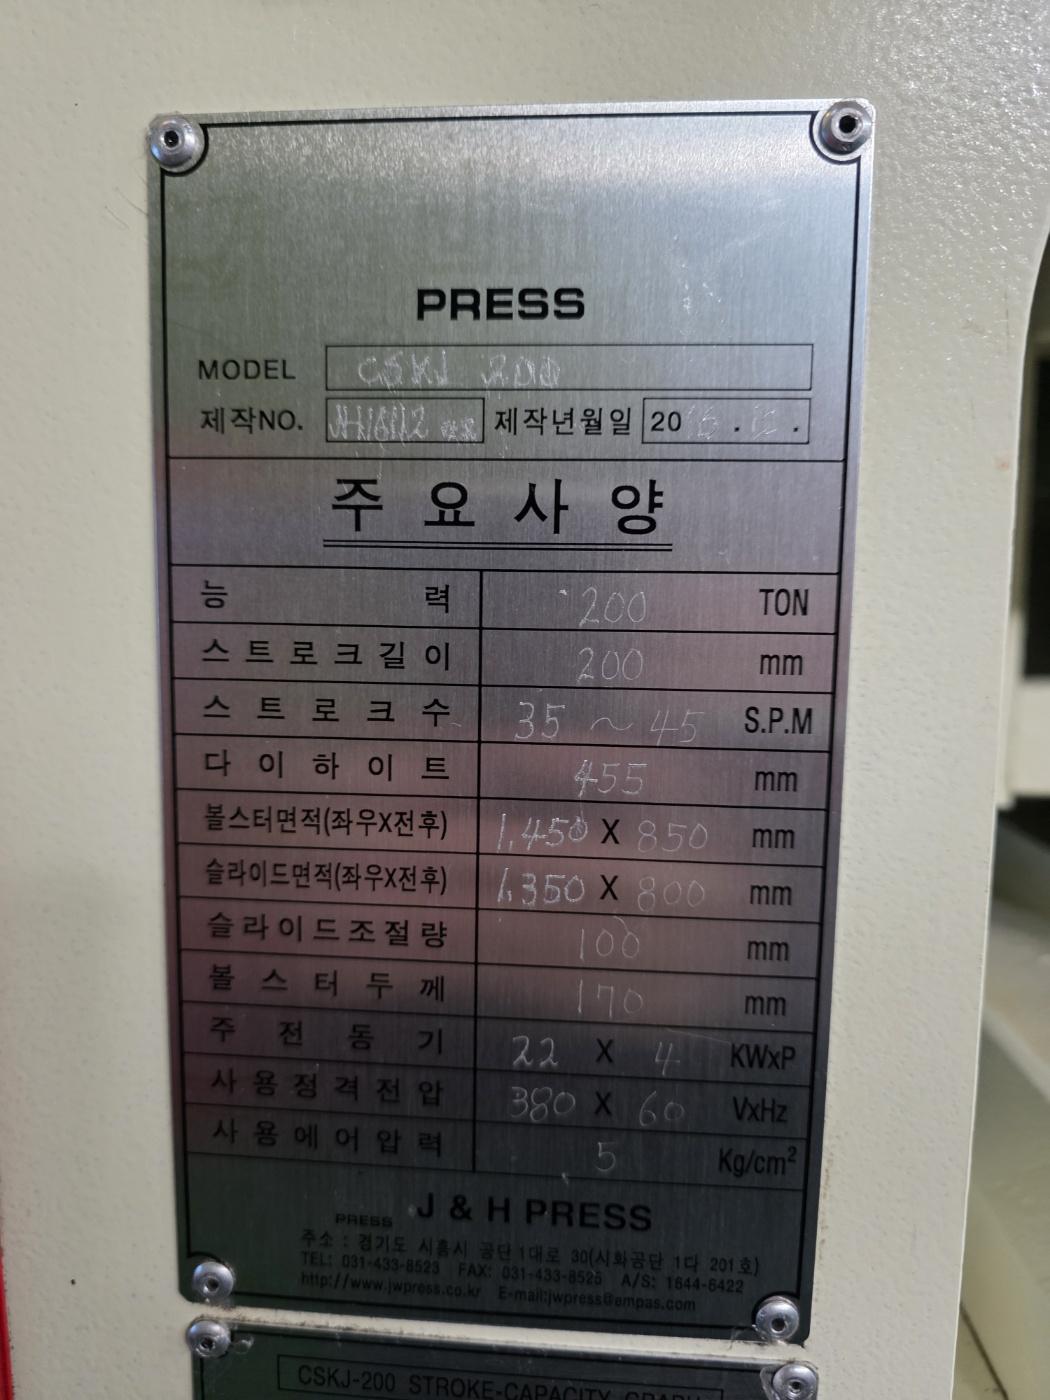 PRESS
MODEL CSKJ 200
제작NO. 제작년월일 20 . .
주요사양
능력 200 TON
스트로크길이 200 mm
스트로크수 35 ~ 45 S.P.M
다이하이트 455 mm
볼스터면적(좌우X전후) 1,450 X 850 mm
슬라이드면적(좌우X전후) 1,350 X 800 mm
슬라이드조절량 100 mm
볼스터두께 170 mm
주전동기 22 X 4 KWxP
사용정격전압 380 X 60 VxHz
사용에어압력 5 Kg/cm²
PRESS J & H PRESS
주소 : 경기도 시흥시 공단1대로 30(시화공단 1다 201호)
TEL: 031-433-8523 FAX: 031-433-8525 A/S: 1644-6422
http://www.jwpress.co.kr E-mail:jwpress@empas.com
CSKJ-200 STROKE-CAPACITY GRAPH